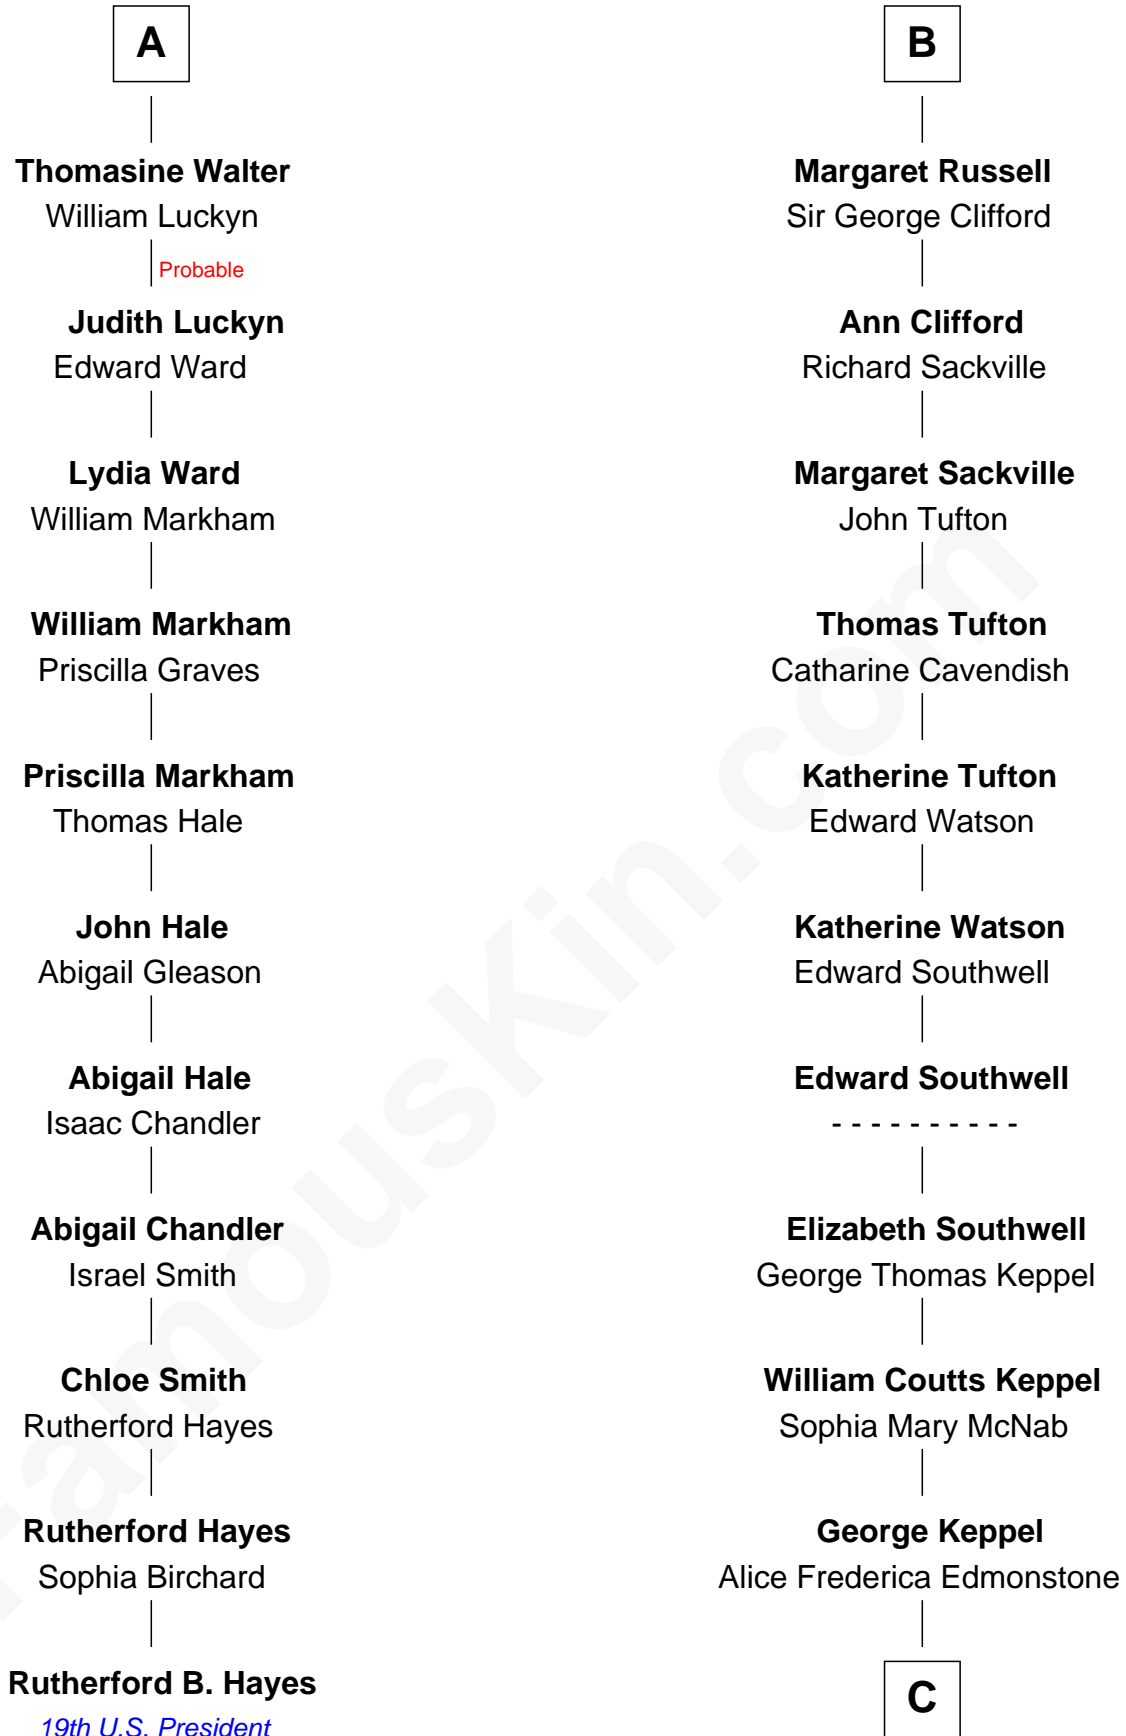 A
Thomasine Walter
William Luckyn
Probable
Judith Luckyn
Edward Ward
Lydia Ward
William Markham
William Markham
Priscilla Graves
Priscilla Markham
Thomas Hale
John Hale
Abigail Gleason
Abigail Hale
Isaac Chandler
Abigail Chandler
Israel Smith
Chloe Smith
Rutherford Hayes
Rutherford Hayes
Sophia Birchard
Rutherford B. Hayes
19th U.S. President
B
Margaret Russell
Sir George Clifford
Ann Clifford
Richard Sackville
Margaret Sackville
John Tufton
Thomas Tufton
Catharine Cavendish
Katherine Tufton
Edward Watson
Katherine Watson
Edward Southwell
Edward Southwell
- - - - - - - - - -
Elizabeth Southwell
George Thomas Keppel
William Coutts Keppel
Sophia Mary McNab
George Keppel
Alice Frederica Edmonstone
C
FamousKin.com